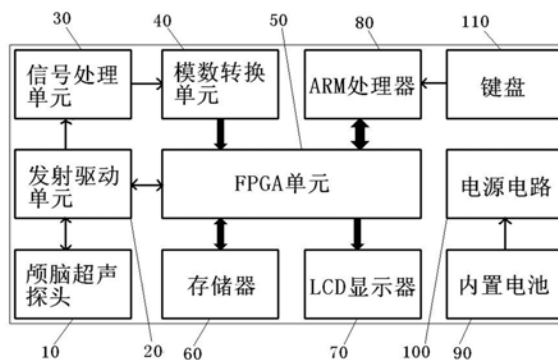 30
40
50
80
110
信号处理
单元
模数转换
单元
ARM处理器
键盘
发射驱动
单元
FPGA单元
电源电路
颅脑超声
探头
存储器
LCD显示器
内置电池
10
20
60
70
100
90